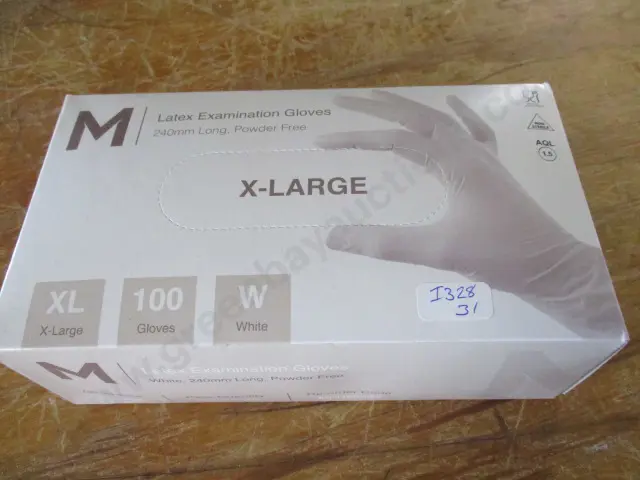 M
Latex Examination Gloves
240mm Long, Powder Free
X-LARGE
AQL
1.5
XL
X-Large
100
Gloves
W
White
I328
31
M
Latex Examination Gloves
White, 240mm Long, Powder Free